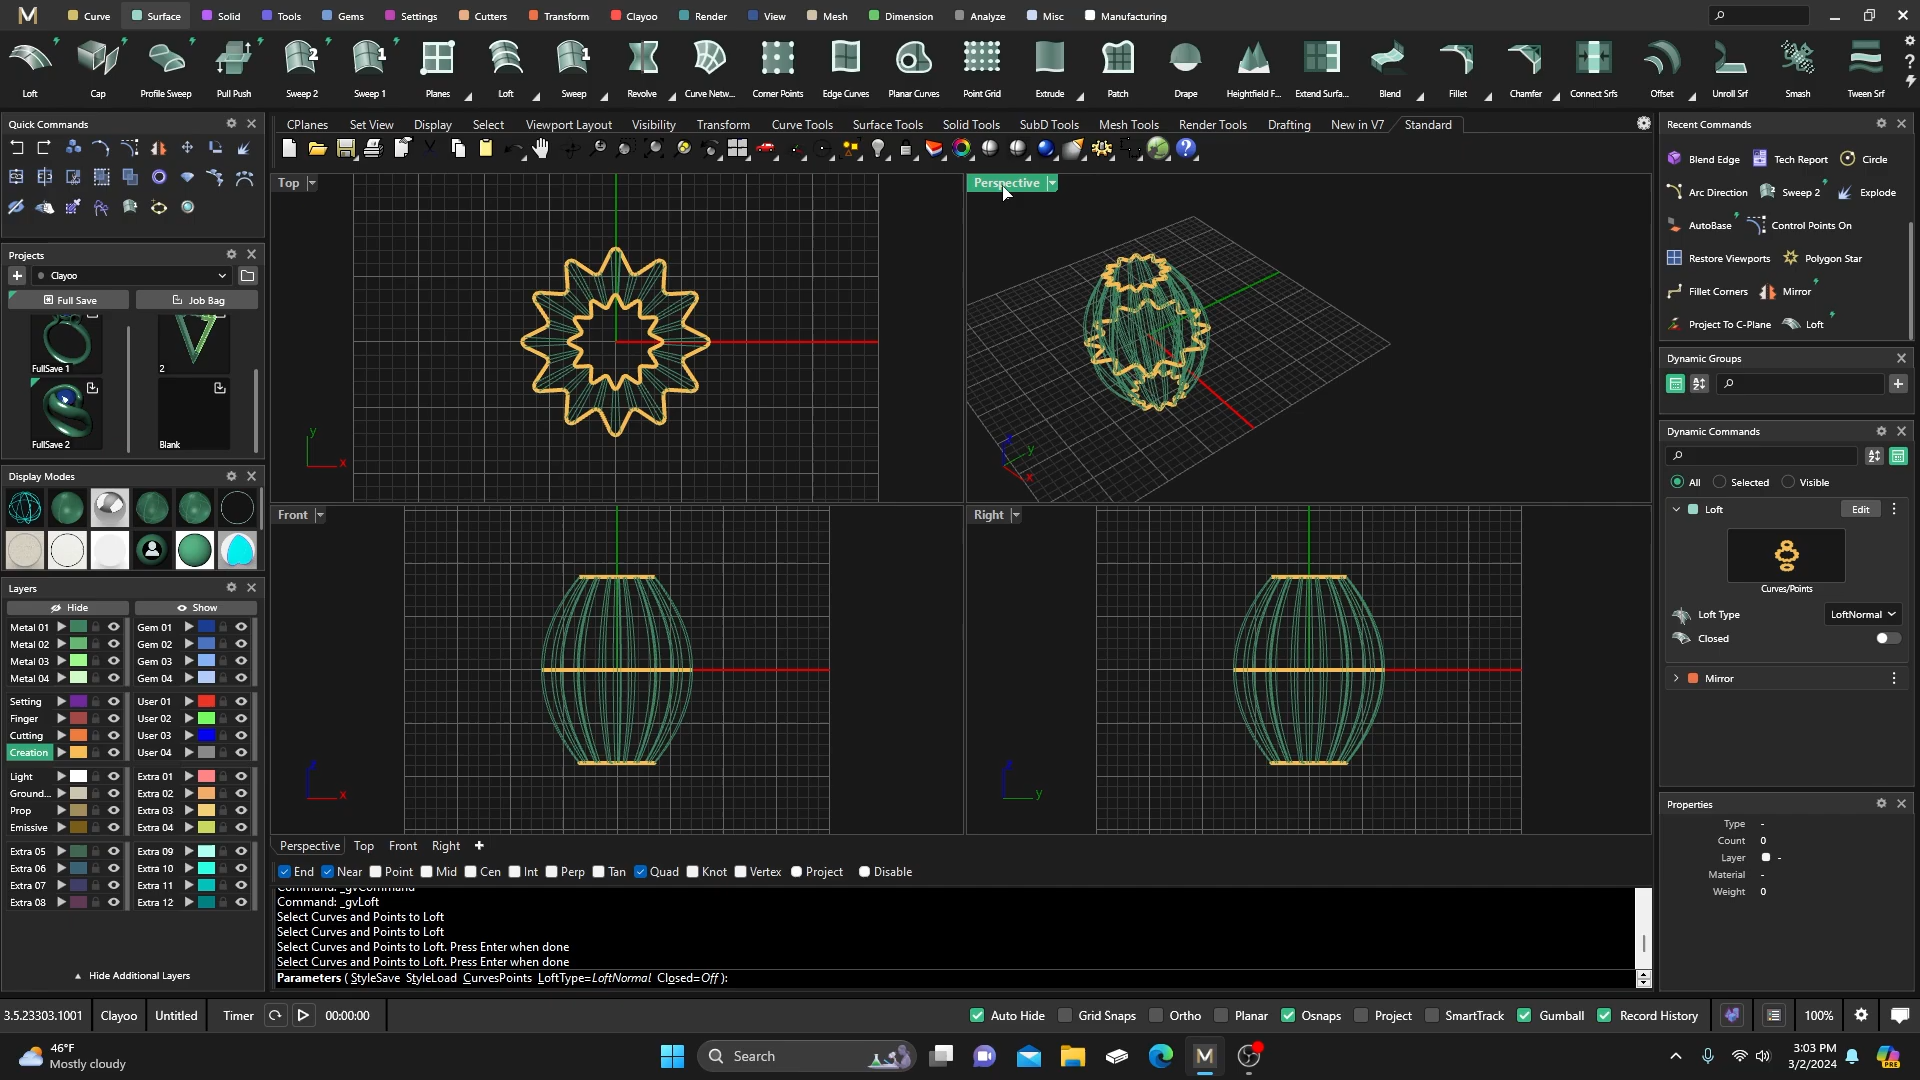 M Curve Surface Solid Tools Gems Settings Cutters Transform Clayoo Render View Mesh Dimension Analyze Misc Manufacturing
Loft Cap Profile Sweep Pull Push Sweep 2 Sweep 1 Planes Loft Sweep Revolve Curve Netw... Corner Points Edge Curves Planar Curves Point Grid Extrude Patch Drape Heightfield F... Extend Surfa... Blend Fillet Chamfer Connect Srfs Offset Unroll Srf Smash Tween Srf
Quick Commands
CPlanes Set View Display Select Viewport Layout Visibility Transform Curve Tools Surface Tools Solid Tools SubD Tools Mesh Tools Render Tools Drafting New in V7 Standard
Recent Commands
Blend Edge Tech Report Circle
Arc Direction Sweep 2 Explode
AutoBase Control Points On
Restore Viewports Polygon Star
Fillet Corners Mirror
Project To C-Plane Loft
Projects
Clayoo
Full Save Job Bag
FullSave 1 2
FullSave 2 Blank
Top
y
x
Perspective
y
x
Front
x
Right
y
Dynamic Groups
Dynamic Commands
All Selected Visible
Loft Edit
Curves/Points
Loft Type LoftNormal
Closed
Mirror
Display Modes
Layers
Hide Show
Metal 01 Gem 01
Metal 02 Gem 02
Metal 03 Gem 03
Metal 04 Gem 04
Setting User 01
Finger User 02
Cutting User 03
Creation User 04
Light Extra 01
Ground... Extra 02
Prop Extra 03
Emissive Extra 04
Extra 05 Extra 09
Extra 06 Extra 10
Extra 07 Extra 11
Extra 08 Extra 12
Hide Additional Layers
Properties
Type -
Count 0
Layer -
Material -
Weight 0
Perspective Top Front Right
End Near Point Mid Cen Int Perp Tan Quad Knot Vertex Project Disable
Command: _gvCommand
Command: _gvLoft
Select Curves and Points to Loft
Select Curves and Points to Loft
Select Curves and Points to Loft. Press Enter when done
Select Curves and Points to Loft. Press Enter when done
Parameters ( StyleSave StyleLoad CurvesPoints LoftType=LoftNormal Closed=Off ):
3.5.23303.1001 Clayoo Untitled Timer 00:00:00 Auto Hide Grid Snaps Ortho Planar Osnaps Project SmartTrack Gumball Record History 100%
46°F
Mostly cloudy
Search
3:03 PM
3/2/2024